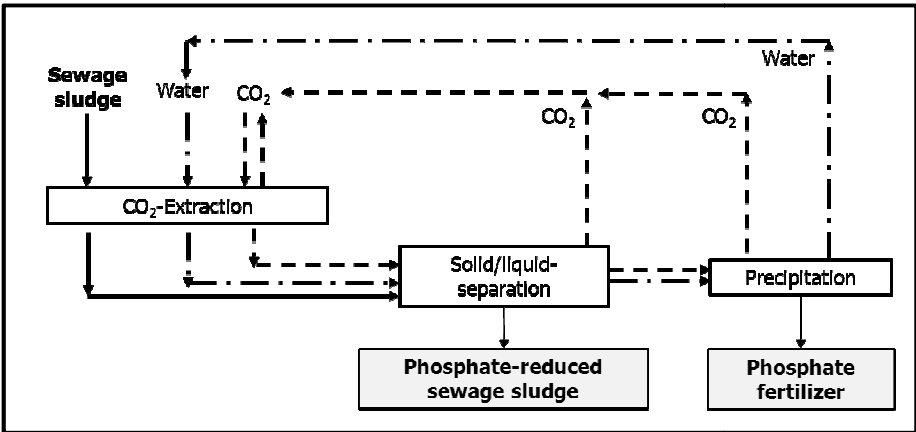 Water
Sewage
sludge
Water
CO₂
CO₂
CO₂
CO₂-Extraction
Solid/liquid-
separation
Precipitation
Phosphate-reduced
sewage sludge
Phosphate
fertilizer